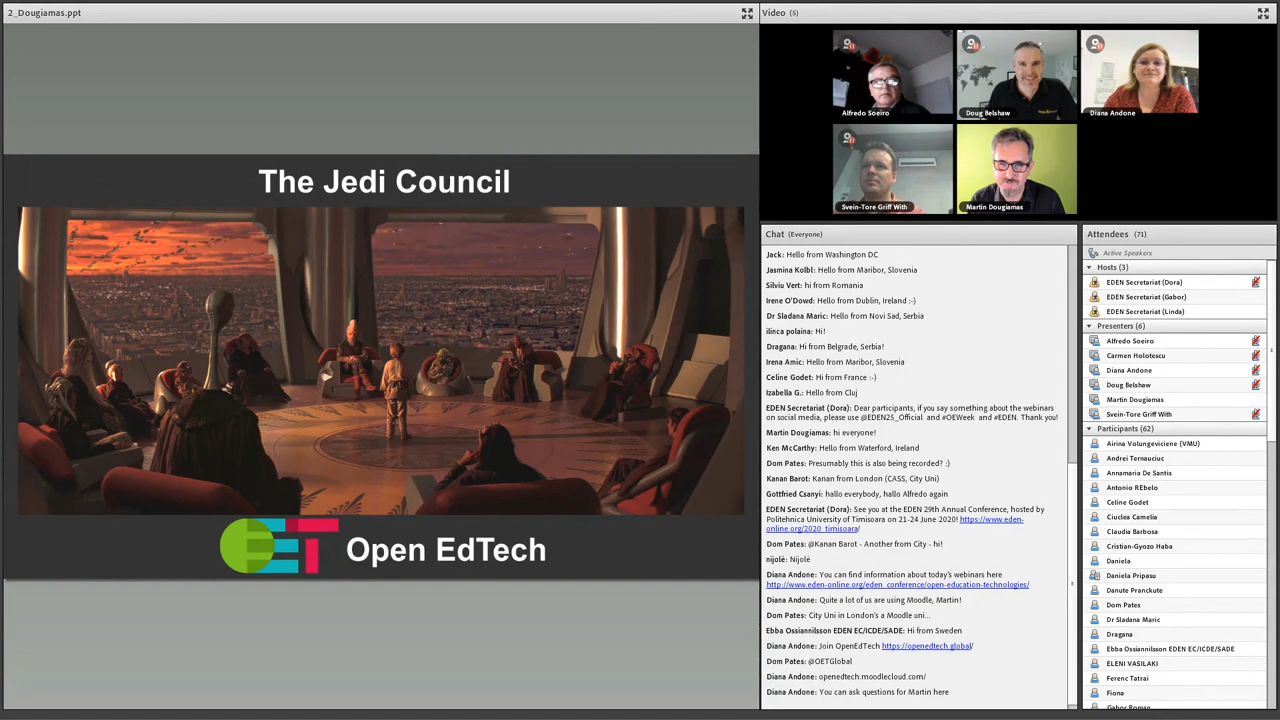 2_Dougiamas.ppt
The Jedi Council
Open EdTech
Video (5)
Alfredo Soeiro
Doug Belshaw
Diana Andone
Svein-Tore Griff With
Martin Dougiamas
Chat (Everyone)
Jack: Hello from Washington DC
Jasmina Kolbl: Hello from Maribor, Slovenia
Silviu Vert: hi from Romania
Irene O'Dowd: Hello from Dublin, Ireland :-)
Dr Sladana Maric: Hello from Novi Sad, Serbia
ilinca polaina: Hi!
Dragana: Hi from Belgrade, Serbia!
Irena Amic: Hello from Maribor, Slovenia
Celine Godet: Hi from France :-)
Izabella G.: Hello from Cluj
EDEN Secretariat (Dora): Dear participants, if you say something about the webinars
on social media, please use @EDEN25_Official and #OEWeek and #EDEN. Thank you!
Martin Dougiamas: hi everyone!
Ken McCarthy: Hello from Waterford, Ireland
Dom Pates: Presumably this is also being recorded? :)
Kanan Barot: Kanan from London (CASS, City Uni)
Gottfried Csanyi: hallo everybody, hallo Alfredo again
EDEN Secretariat (Dora): See you at the EDEN 29th Annual Conference, hosted by
Politehnica University of Timisoara on 21-24 June 2020! https://www.eden-
online.org/2020_timisoara/
Dom Pates: @Kanan Barot - Another from City - hi!
nijolė: Nijolė
Diana Andone: You can find information about today's webinars here
http://www.eden-online.org/eden_conference/open-education-technologies/
Diana Andone: Quite a lot of us are using Moodle, Martin!
Dom Pates: City Uni in London's a Moodle uni...
Ebba Ossiannilsson EDEN EC/ICDE/SADE: Hi from Sweden
Diana Andone: Join OpenEdTech https://openedtech.global/
Dom Pates: @OETGlobal
Diana Andone: openedtech.moodlecloud.com/
Diana Andone: You can ask questions for Martin here
Attendees (71)
Active Speakers
Hosts (3)
EDEN Secretariat (Dora)
EDEN Secretariat (Gabor)
EDEN Secretariat (Linda)
Presenters (6)
Alfredo Soeiro
Carmen Holotescu
Diana Andone
Doug Belshaw
Martin Dougiamas
Svein-Tore Griff With
Participants (62)
Airina Volungeviciene (VMU)
Andrei Ternauciuc
Annamaria De Santis
Antonio REbelo
Celine Godet
Ciuclea Camelia
Claudia Barbosa
Cristian-Gyozo Haba
Daniela
Daniela Pripasu
Danute Pranckute
Dom Pates
Dr Sladana Maric
Dragana
Ebba Ossiannilsson EDEN EC/ICDE/SADE
ELENI VASILAKI
Ferenc Tatrai
Fiona
Gabor Roman